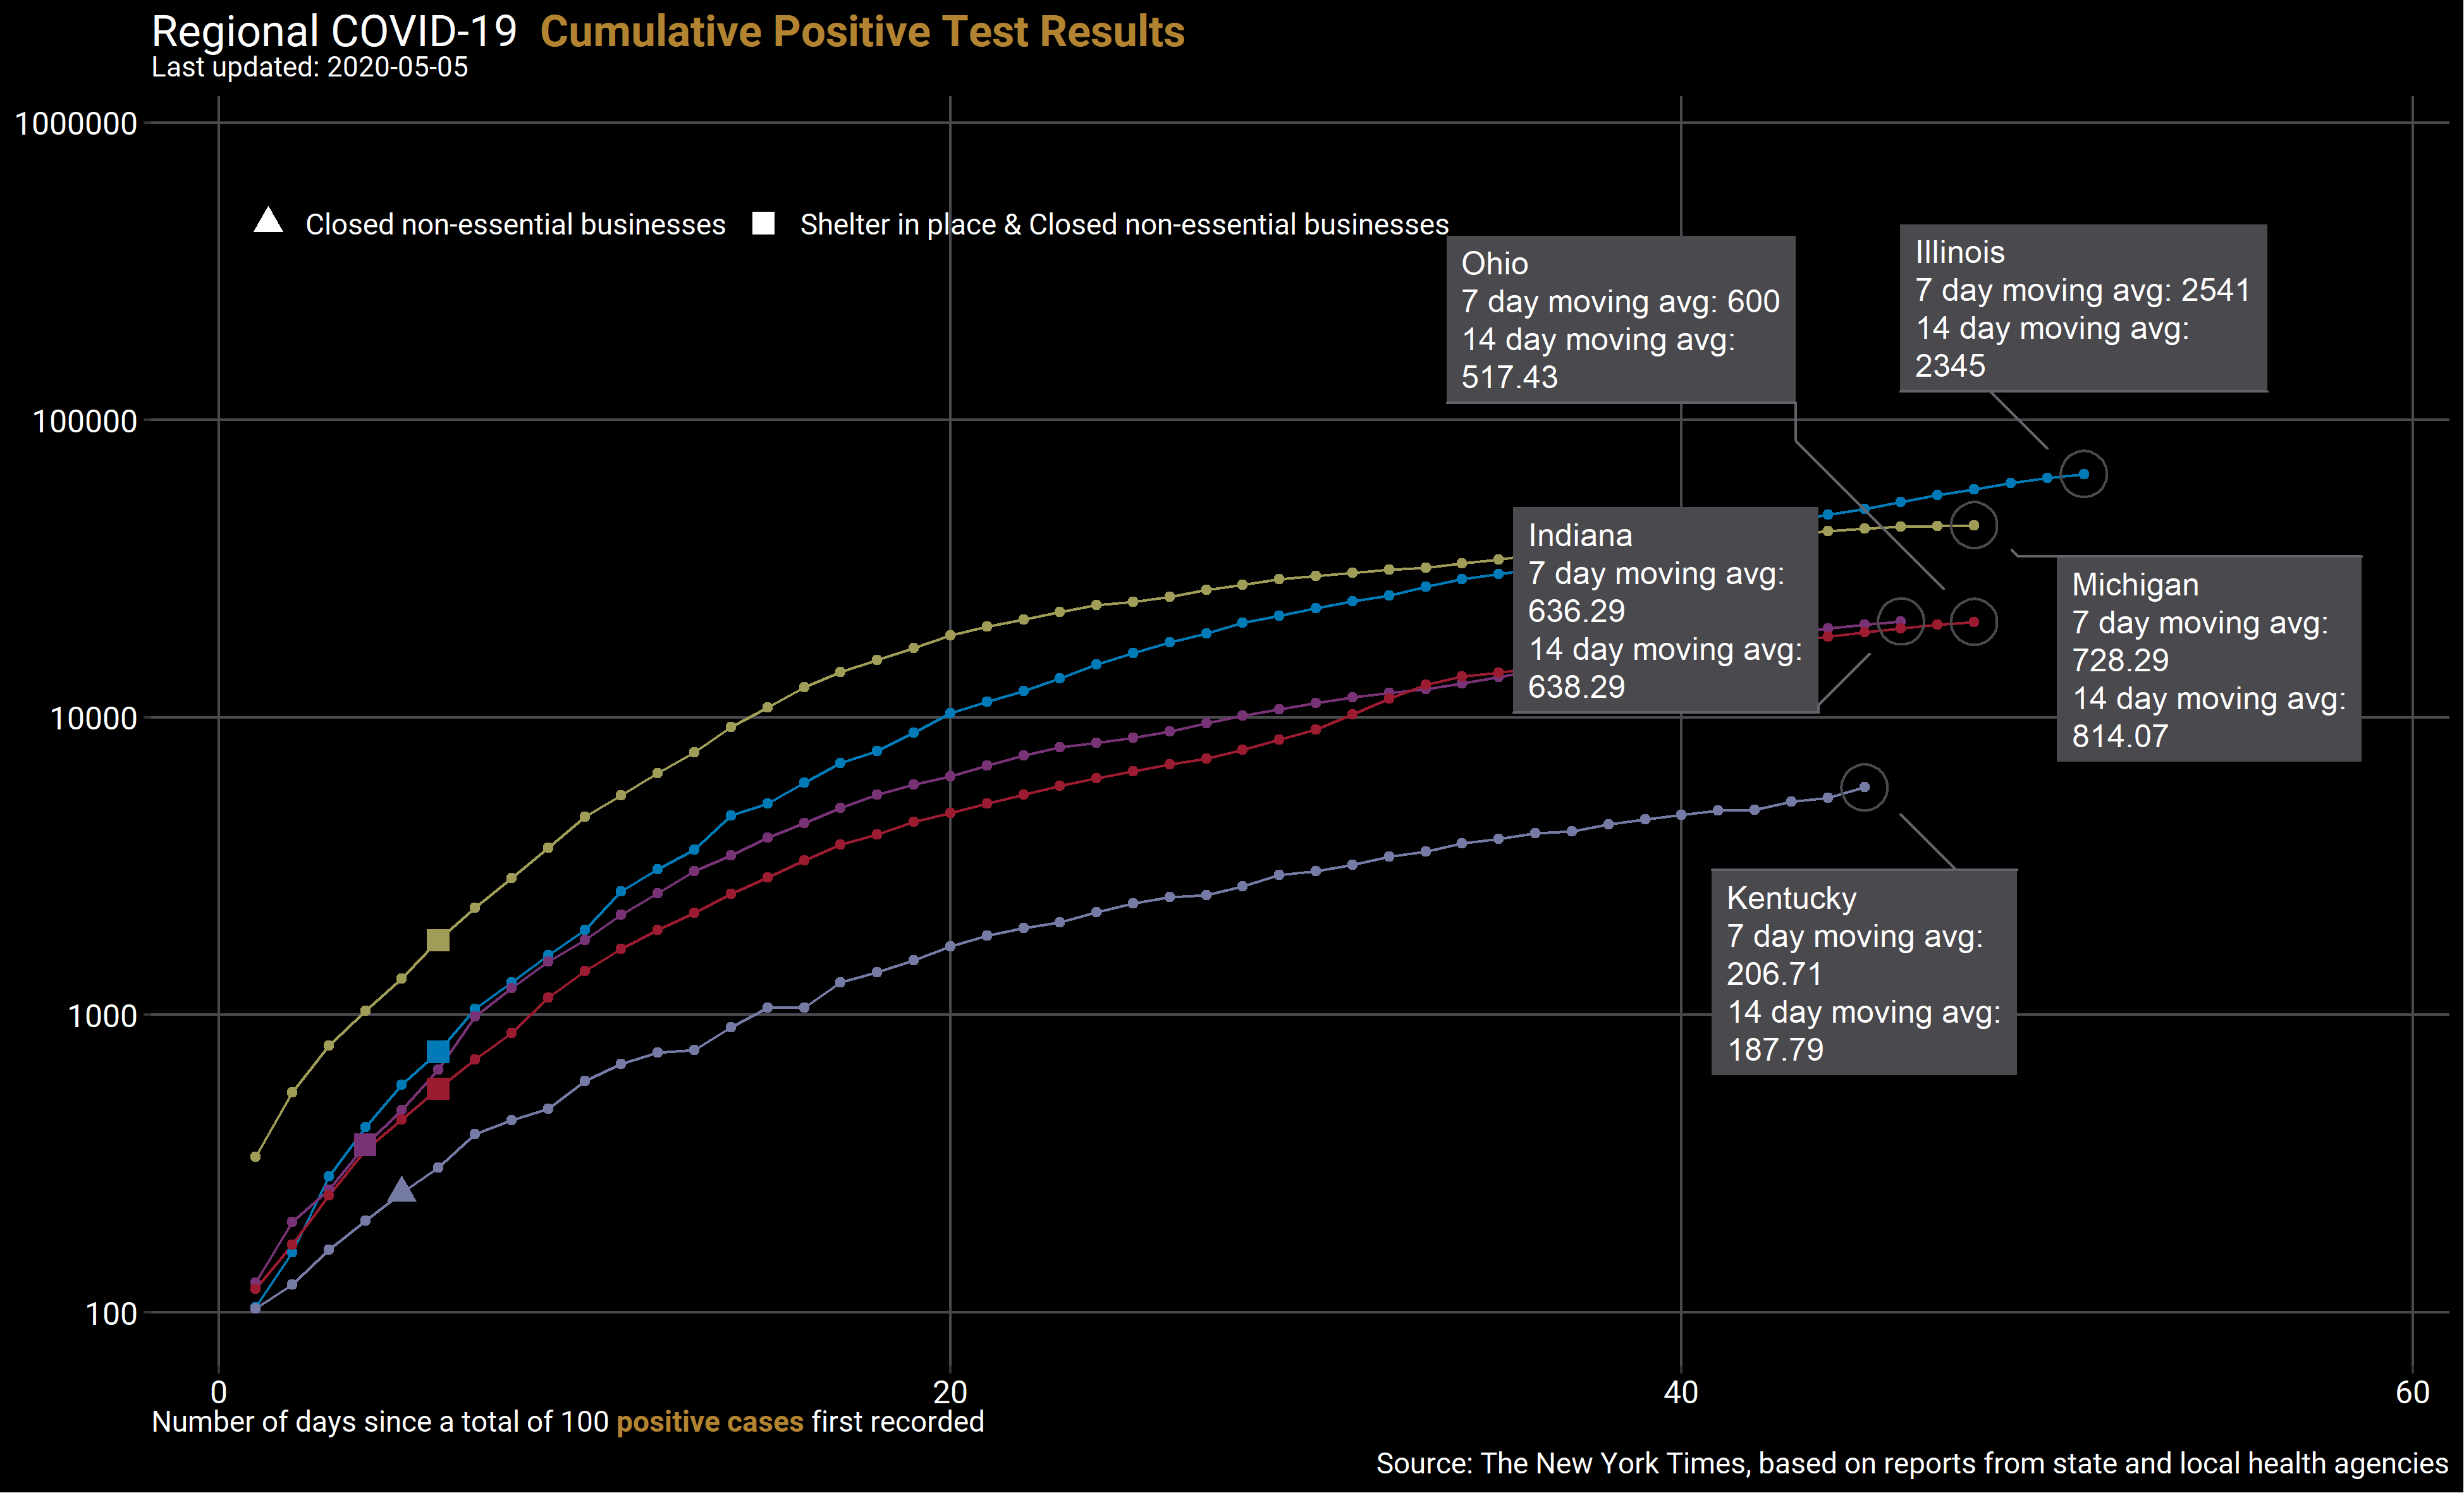 Regional COVID-19 Cumulative Positive Test Results
Last updated: 2020-05-05
1000000
100000
10000
1000
100
Closed non-essential businesses
Shelter in place & Closed non-essential businesses
Ohio
7 day moving avg: 600
14 day moving avg:
517.43
Illinois
7 day moving avg: 2541
14 day moving avg:
2345
Indiana
7 day moving avg:
636.29
14 day moving avg:
638.29
Michigan
7 day moving avg:
728.29
14 day moving avg:
814.07
Kentucky
7 day moving avg:
206.71
14 day moving avg:
187.79
0 20 40 60
Number of days since a total of 100 positive cases first recorded
Source: The New York Times, based on reports from state and local health agencies